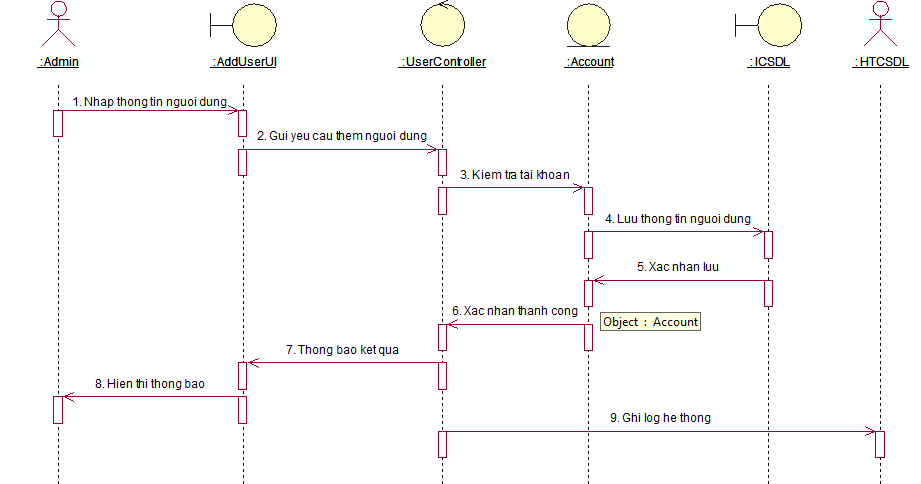 :Admin
:AddUserUI
:UserController
:Account
:ICSDL
:HTCSDL
1. Nhap thong tin nguoi dung
2. Gui yeu cau them nguoi dung
3. Kiem tra tai khoan
4. Luu thong tin nguoi dung
5. Xac nhan luu
6. Xac nhan thanh cong
Object : Account
7. Thong bao ket qua
8. Hien thi thong bao
9. Ghi log he thong